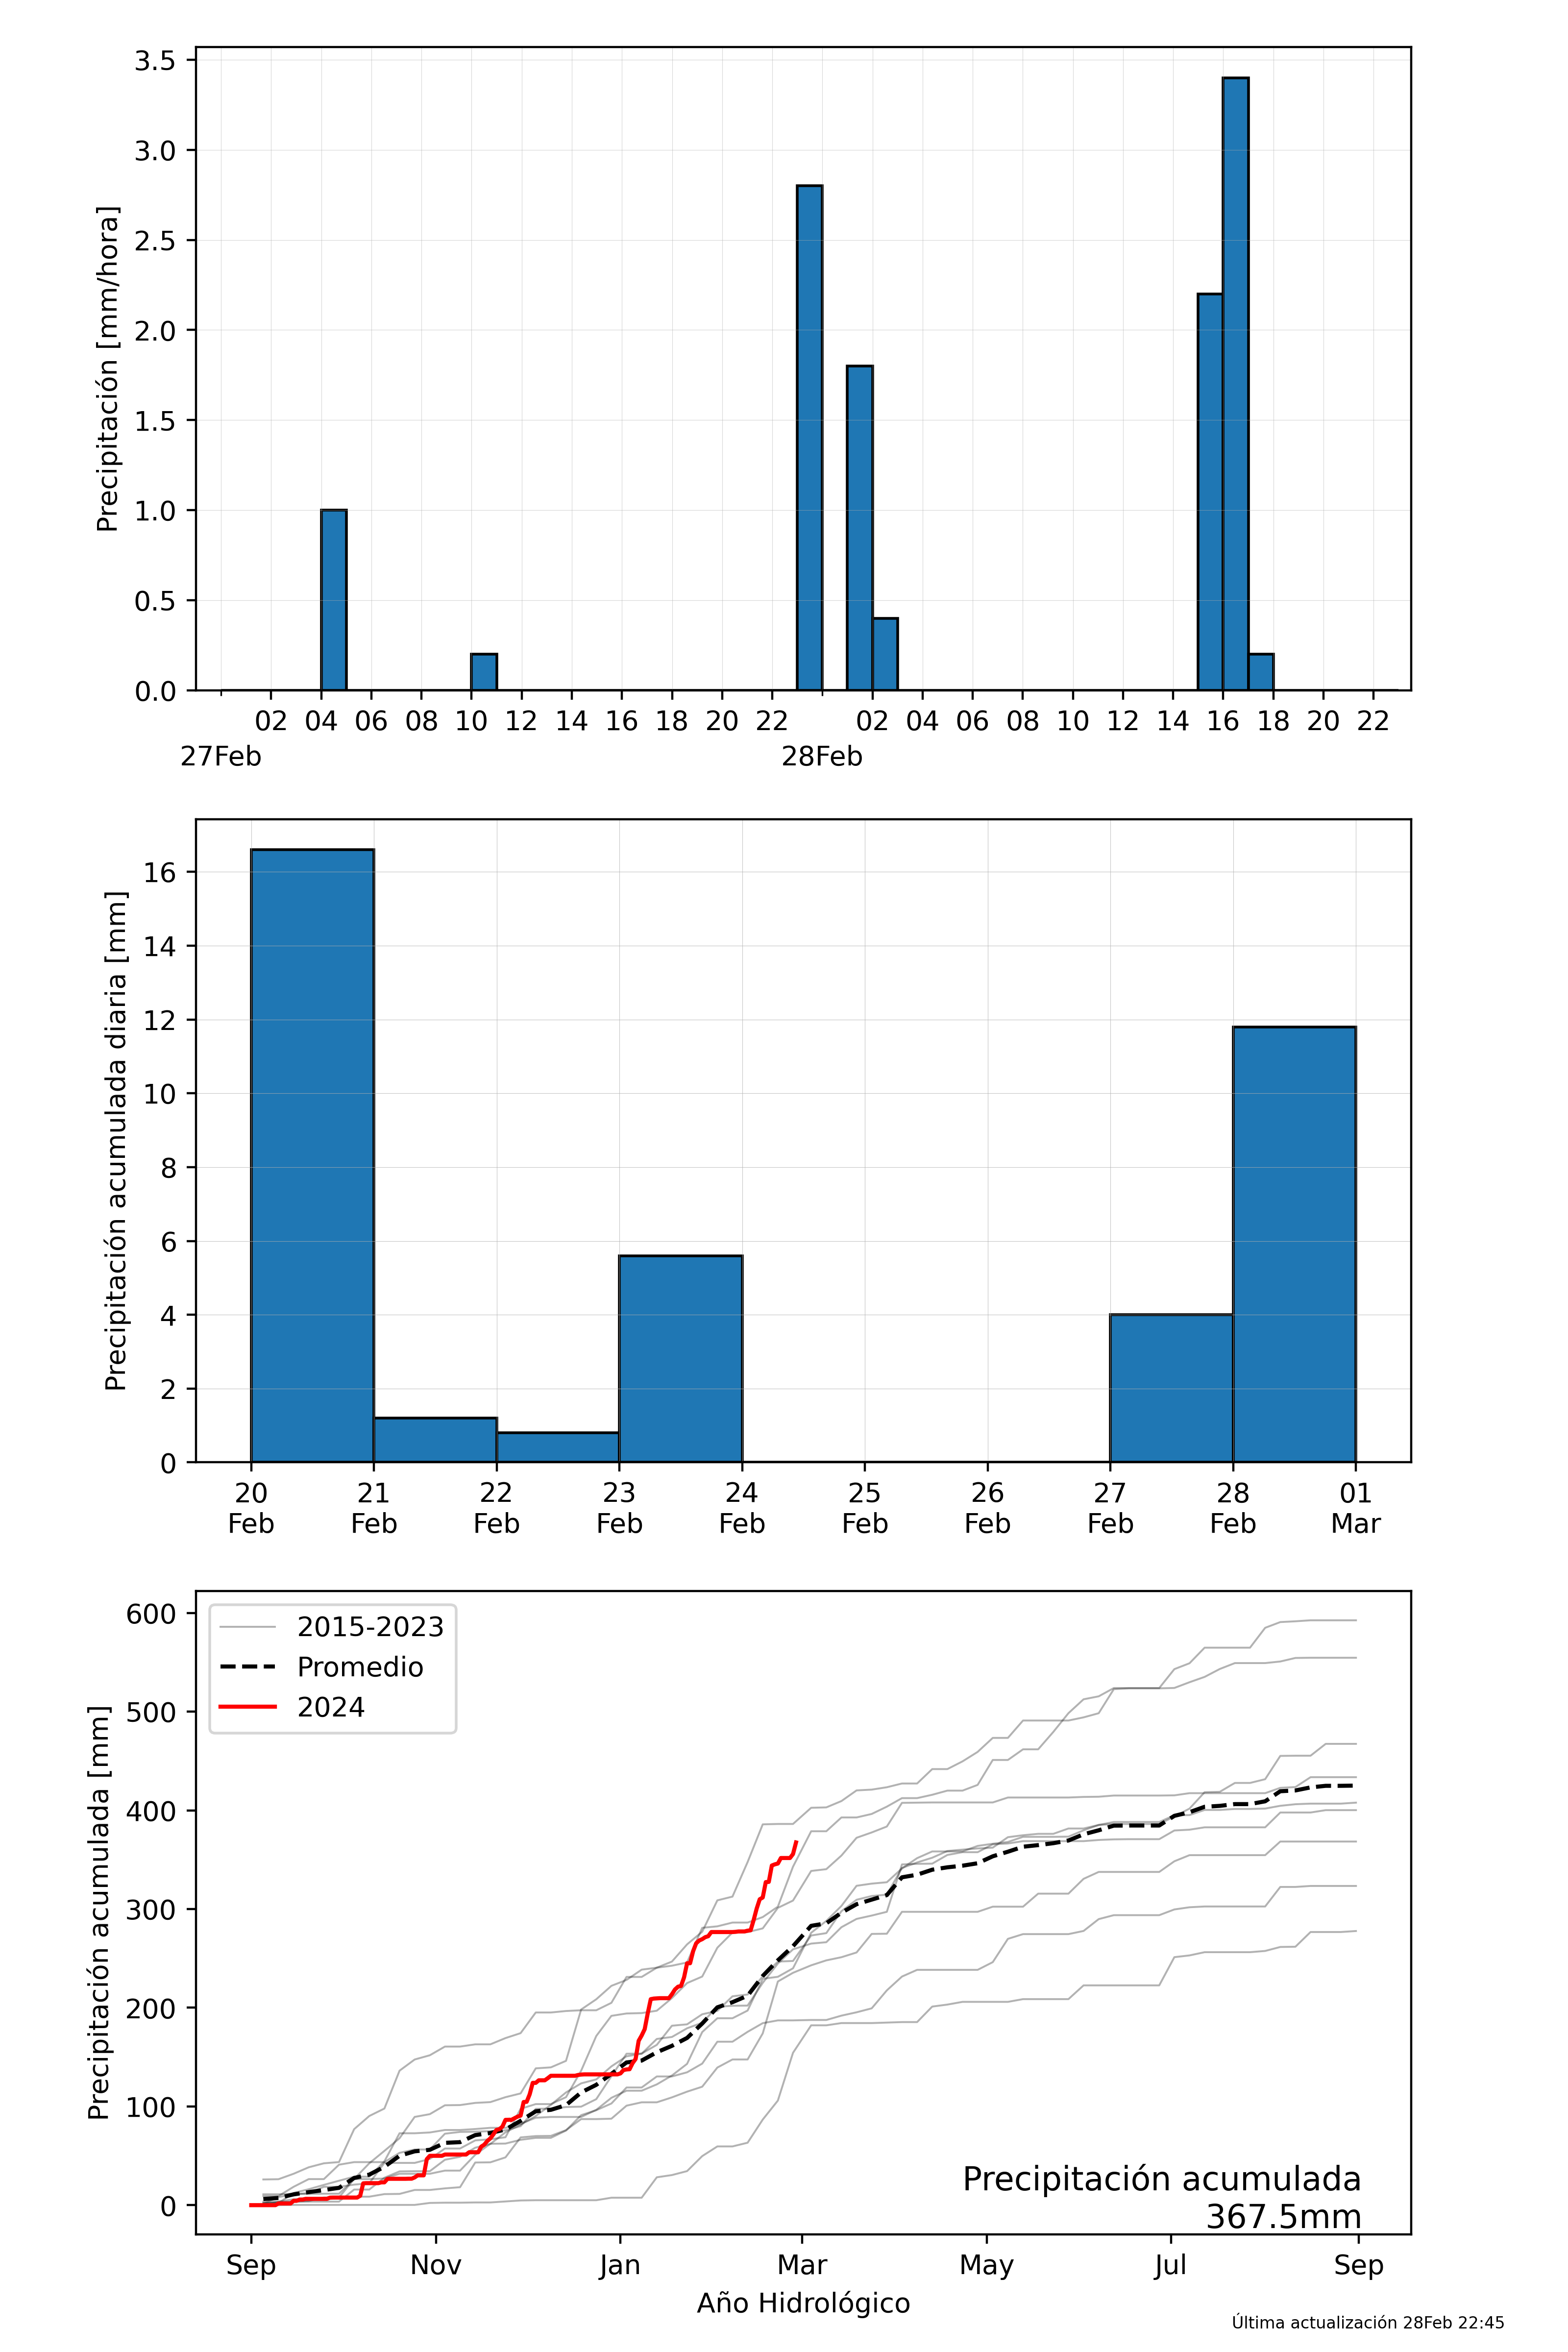 3.5
3.0
2.5
2.0
1.5
1.0
0.5
0.0
Precipitación [mm/hora]
02 04 06 08 10 12 14 16 18 20 22 02 04 06 08 10 12 14 16 18 20 22
27Feb 28Feb
16
14
12
10
8
6
4
2
0
Precipitación acumulada diaria [mm]
20 21 22 23 24 25 26 27 28 01
Feb Feb Feb Feb Feb Feb Feb Feb Feb Mar
600
500
400
300
200
100
0
Precipitación acumulada [mm]
2015-2023
Promedio
2024
Precipitación acumulada
367.5mm
Sep Nov Jan Mar May Jul Sep
Año Hidrológico
Última actualización 28Feb 22:45